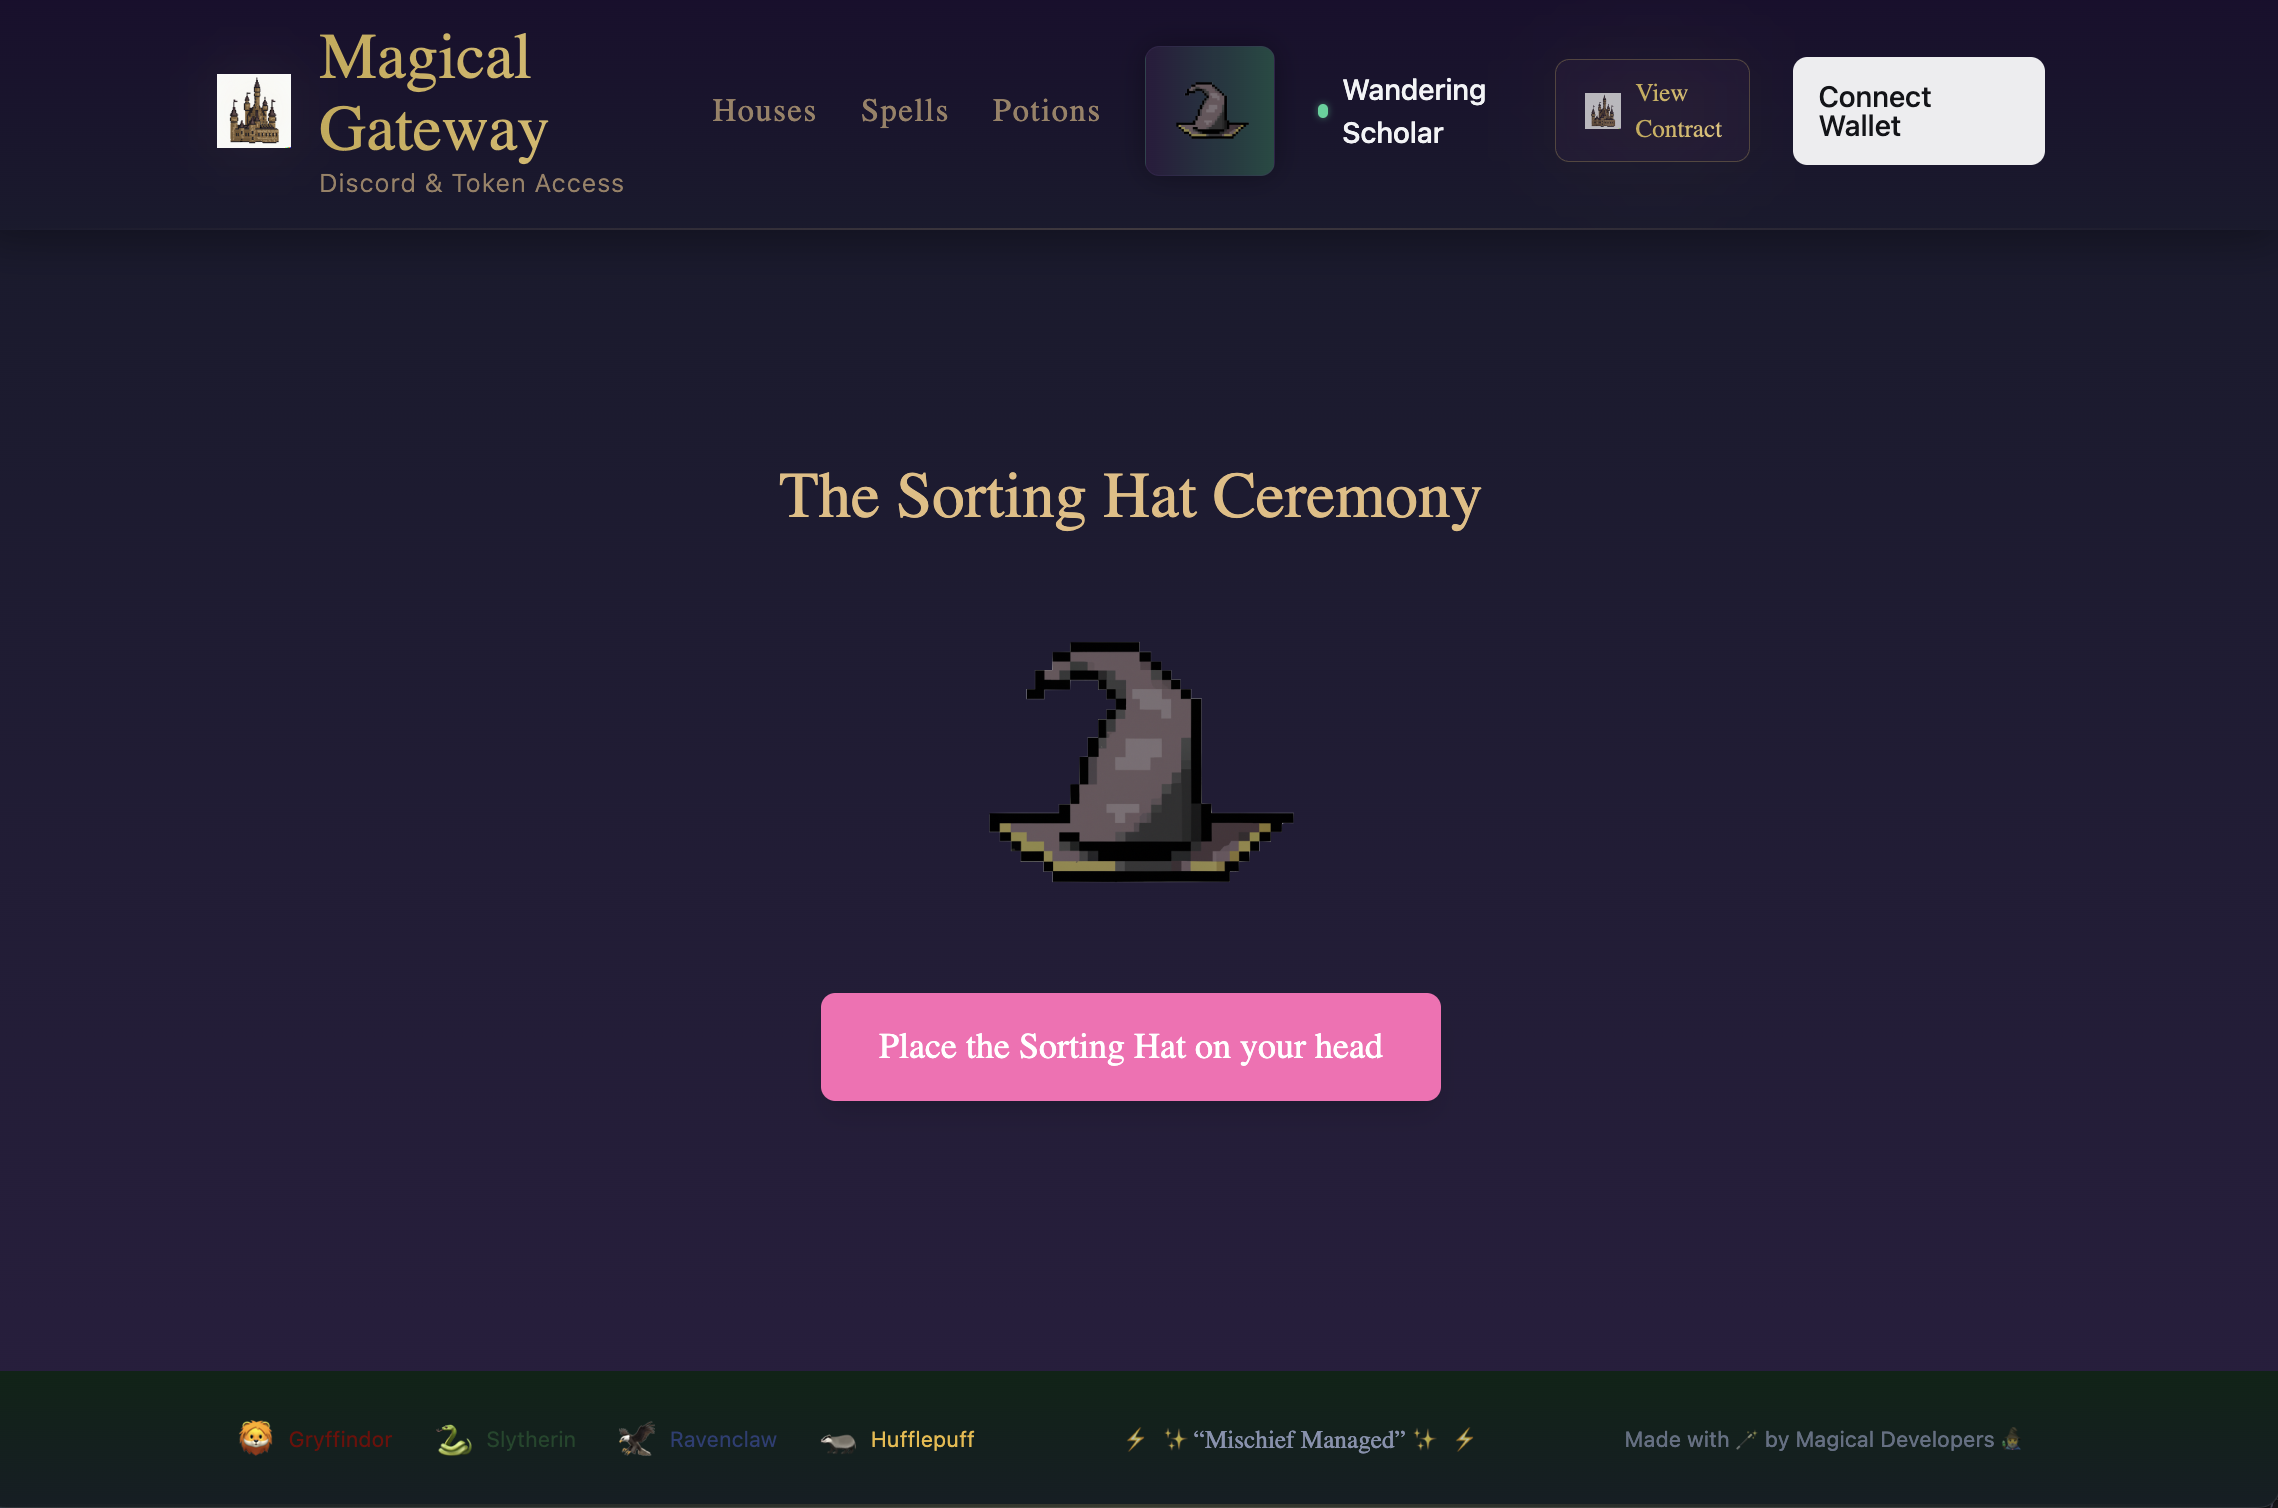 Magical
Gateway
Discord & Token Access
Houses
Spells
Potions
Wandering
Scholar
View
Contract
Connect
Wallet
The Sorting Hat Ceremony
Place the Sorting Hat on your head
🦁 Gryffindor
🐍 Slytherin
🦅 Ravenclaw
🦡 Hufflepuff
⚡ ✨ “Mischief Managed” ✨ ⚡
Made with 🪄 by Magical Developers 🧙